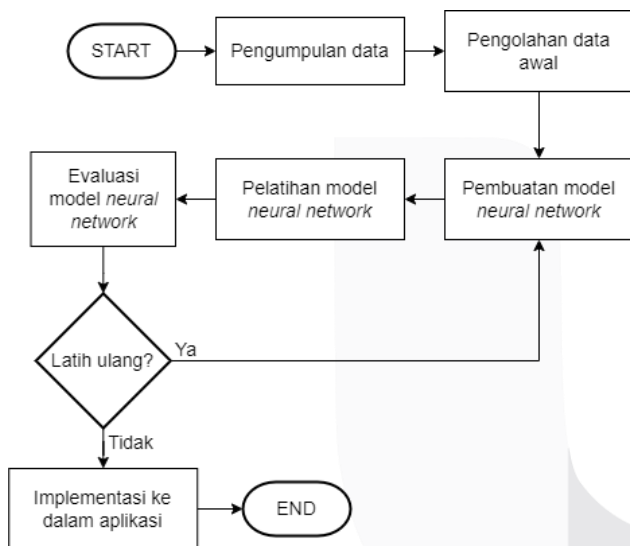 START
Pengumpulan data
Pengolahan data
awal
Evaluasi
model neural
network
Pelatihan model
neural network
Pembuatan model
neural network
Latih ulang?
Ya
Tidak
Implementasi ke
dalam aplikasi
END